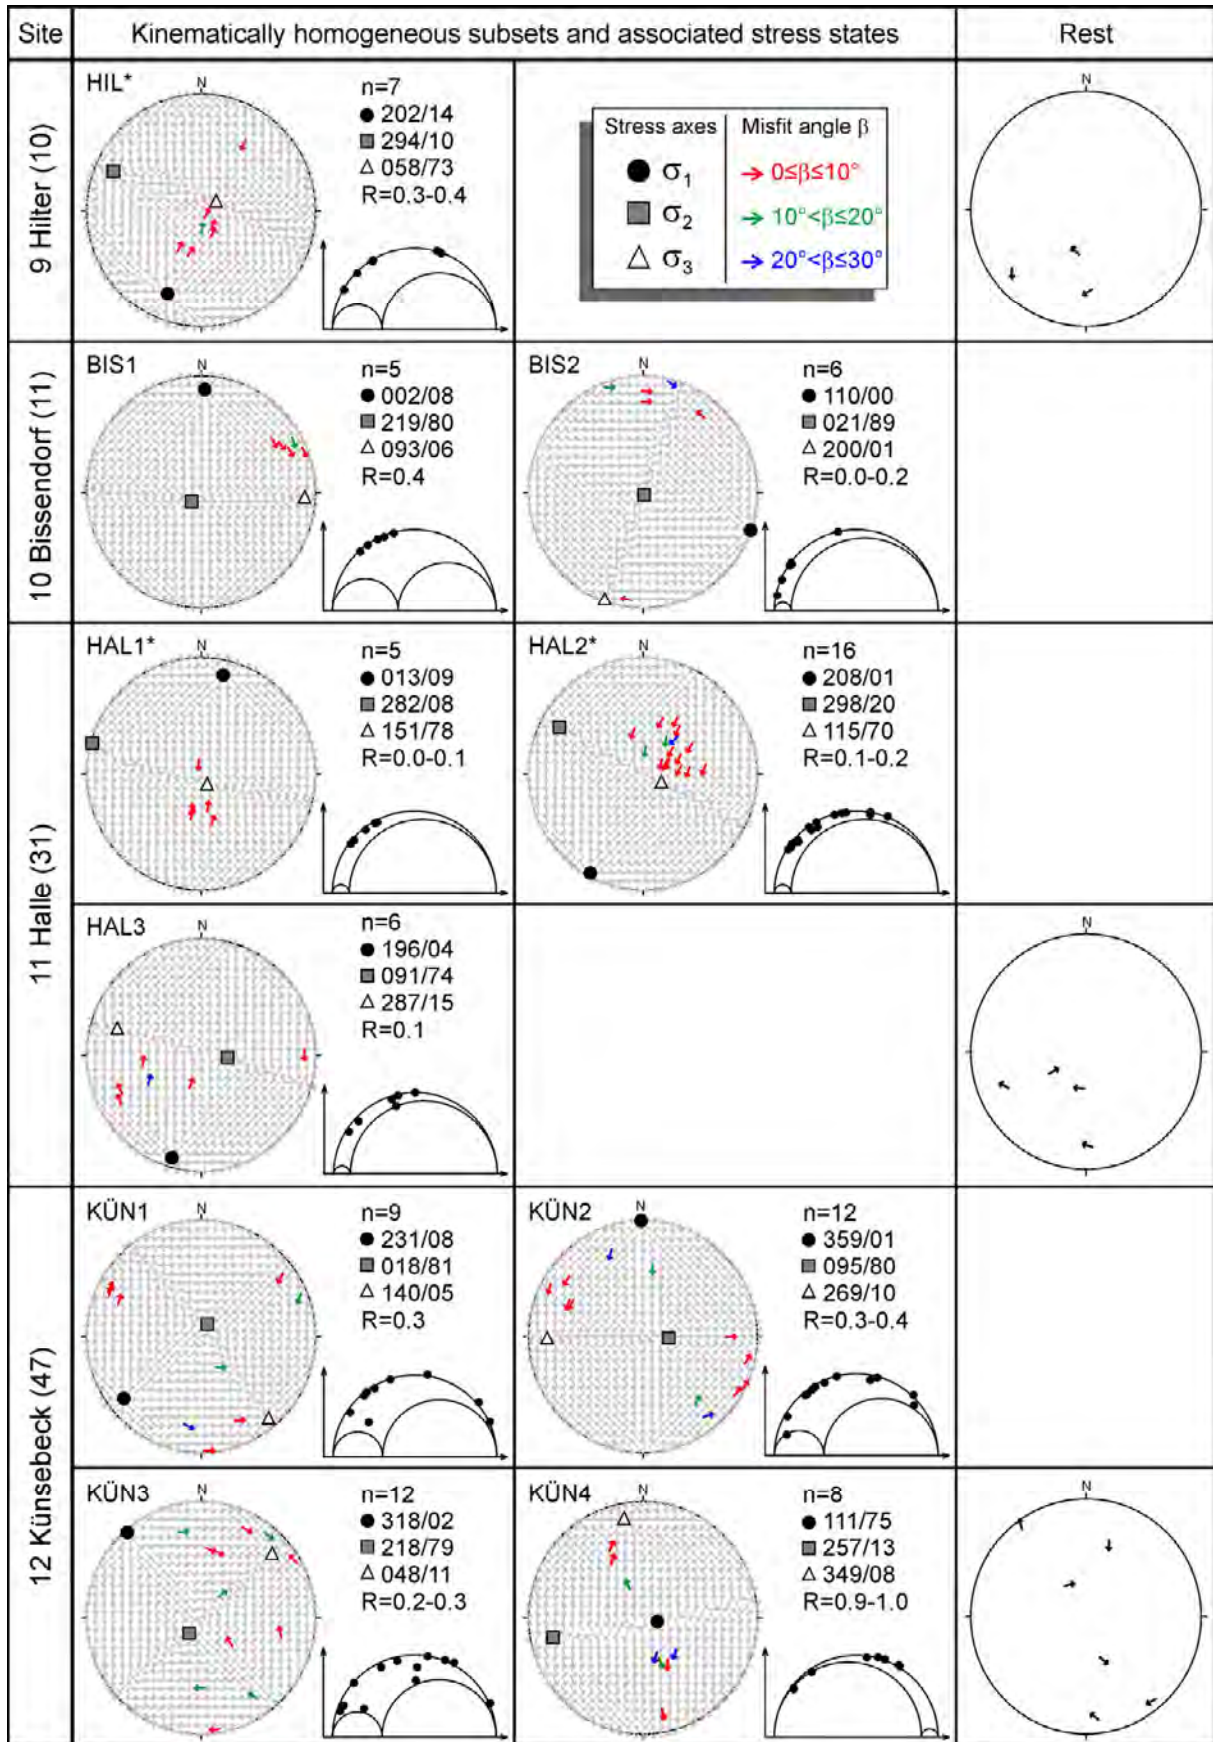 Site
Kinematically homogeneous subsets and associated stress states
Rest
9 Hilter (10)
HIL*
N
n=7
202/14
294/10
058/73
R=0.3-0.4
Stress axes
Misfit angle β
σ1
0≤β≤10°
σ2
10°<β≤20°
σ3
20°<β≤30°
N
10 Bissendorf (11)
BIS1
N
n=5
002/08
219/80
093/06
R=0.4
BIS2
N
n=6
110/00
021/89
200/01
R=0.0-0.2
11 Halle (31)
HAL1*
N
n=5
013/09
282/08
151/78
R=0.0-0.1
HAL2*
N
n=16
208/01
298/20
115/70
R=0.1-0.2
HAL3
N
n=6
196/04
091/74
287/15
R=0.1
N
12 Künsebeck (47)
KÜN1
N
n=9
231/08
018/81
140/05
R=0.3
KÜN2
N
n=12
359/01
095/80
269/10
R=0.3-0.4
KÜN3
N
n=12
318/02
218/79
048/11
R=0.2-0.3
KÜN4
N
n=8
111/75
257/13
349/08
R=0.9-1.0
N